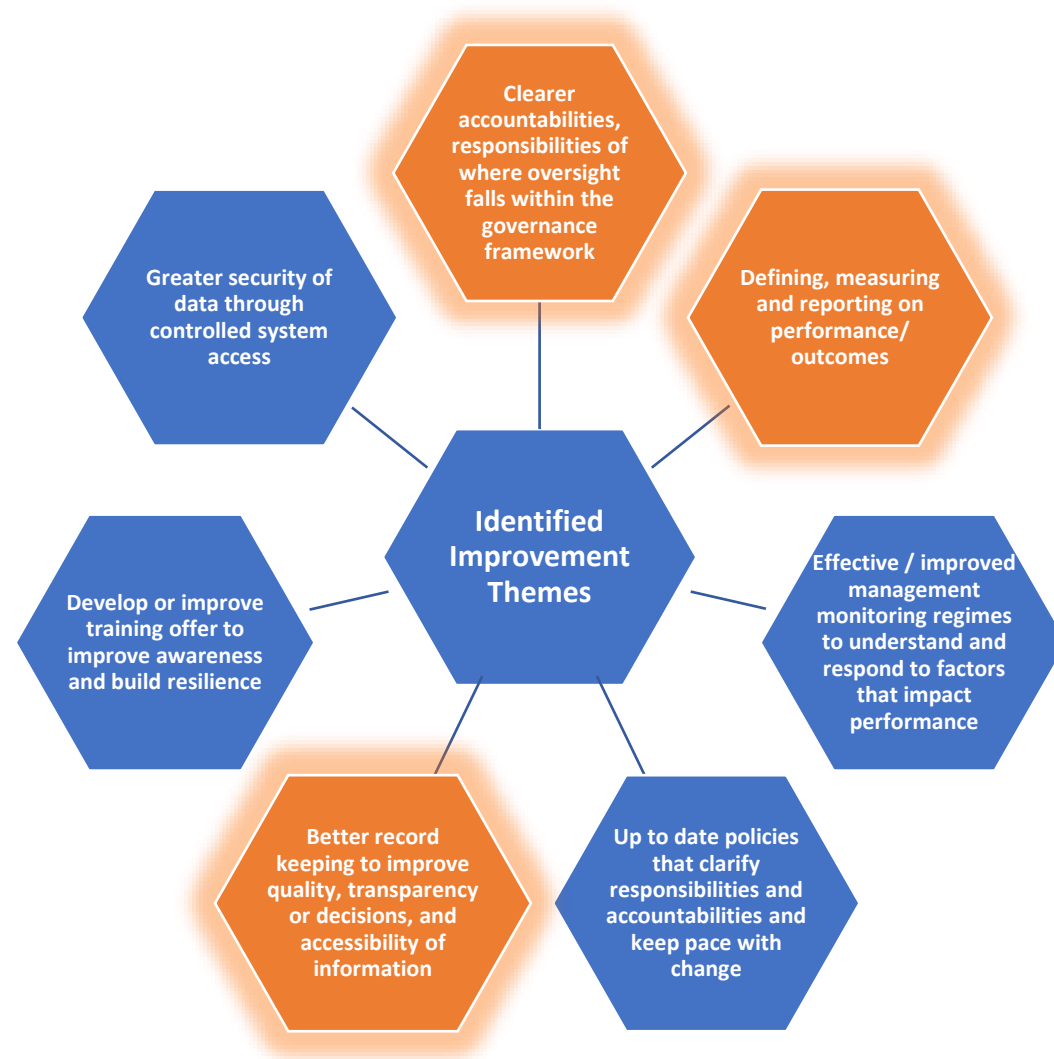 Clearer
accountabilities,
responsibilities of
where oversight
falls within the
governance
framework
Defining, measuring
and reporting on
performance/
outcomes
Greater security of
data through
controlled system
access
Identified
Improvement
Themes
Effective / improved
management
monitoring regimes
to understand and
respond to factors
that impact
performance
Develop or improve
training offer to
improve awareness
and build resilience
Better record
keeping to improve
quality, transparency
or decisions, and
accessibility of
information
Up to date policies
that clarify
responsibilities and
accountabilities and
keep pace with
change